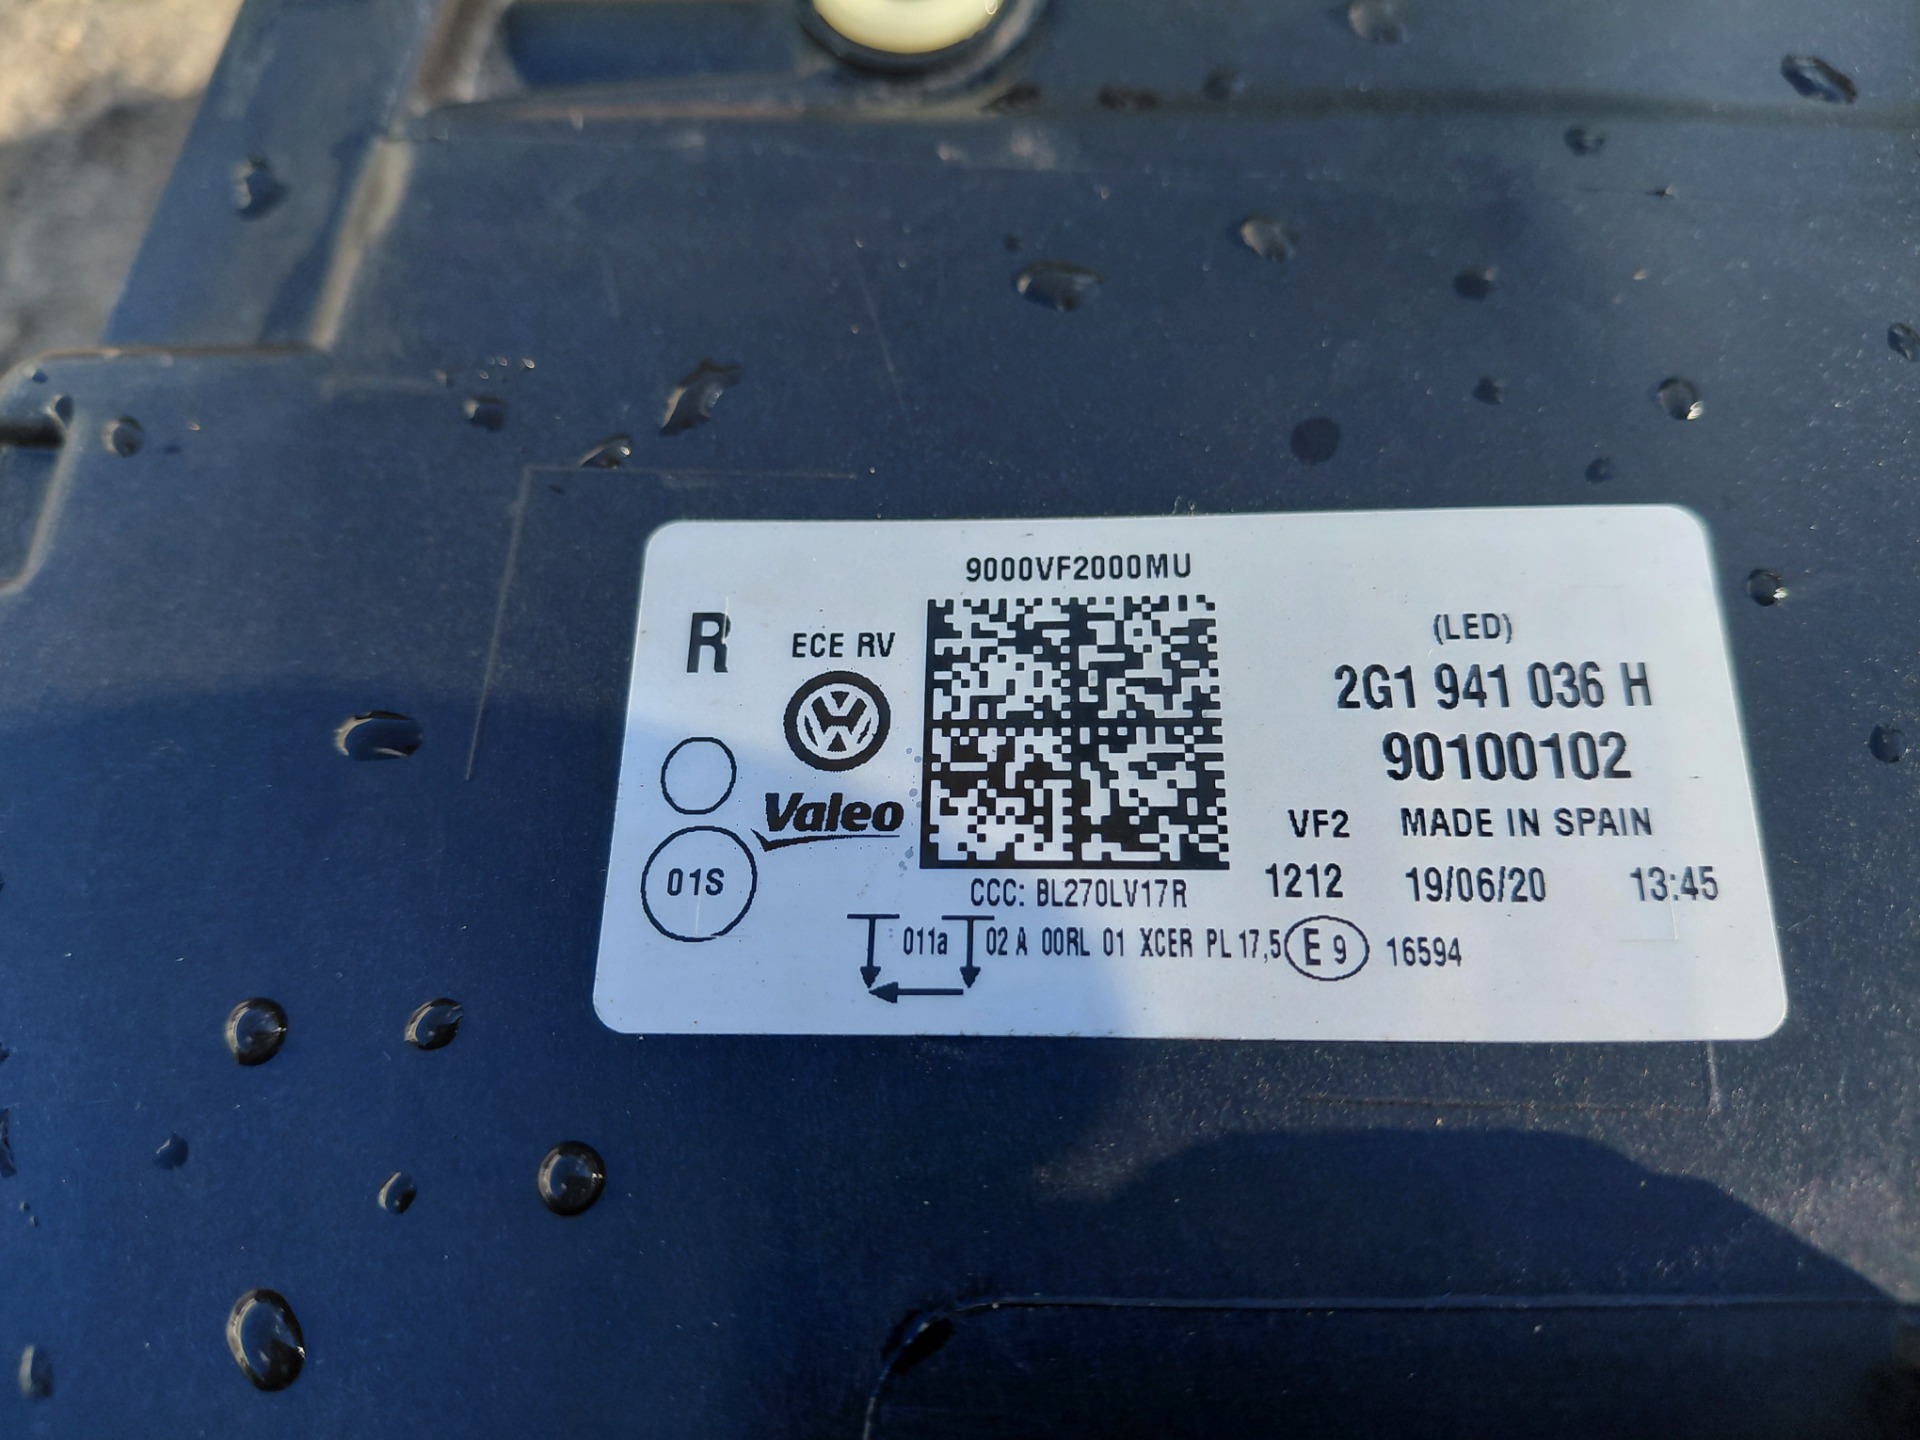 9000VF2000MU
R
ECE RV
(LED)
2G1 941 036 H
90100102
Valeo
VF2 MADE IN SPAIN
01S
CCC: BL270LV17R
1212 19/06/20 13:45
011a 02 A 00RL 01 XCER PL 17,5 E 9 16594